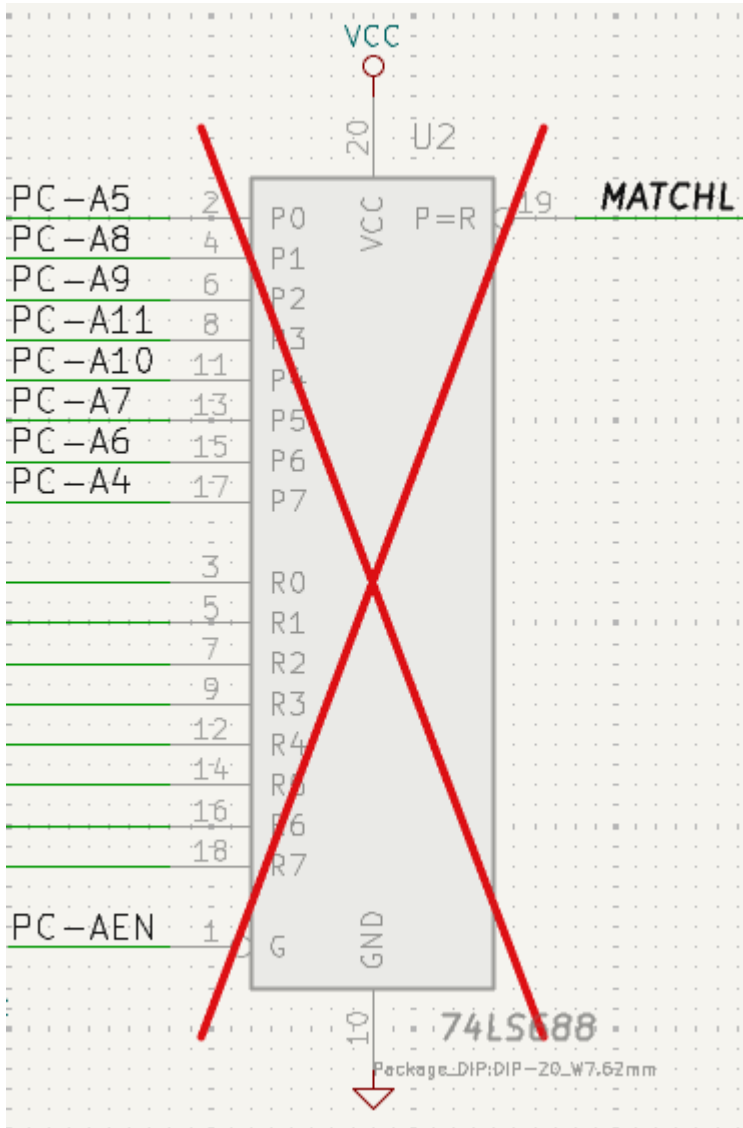 VCC
20
U2
PC-A5 2 P0 VCC P=R 19 MATCHL
PC-A8 4 P1
PC-A9 6 P2
PC-A11 8 P3
PC-A10 11 P4
PC-A7 13 P5
PC-A6 15 P6
PC-A4 17 P7
3 R0
5 R1
7 R2
9 R3
12 R4
14 R6
16 R6
18 R7
PC-AEN 1 G GND
10
74LS688
Package_DIP:DIP-20_W7.62mm